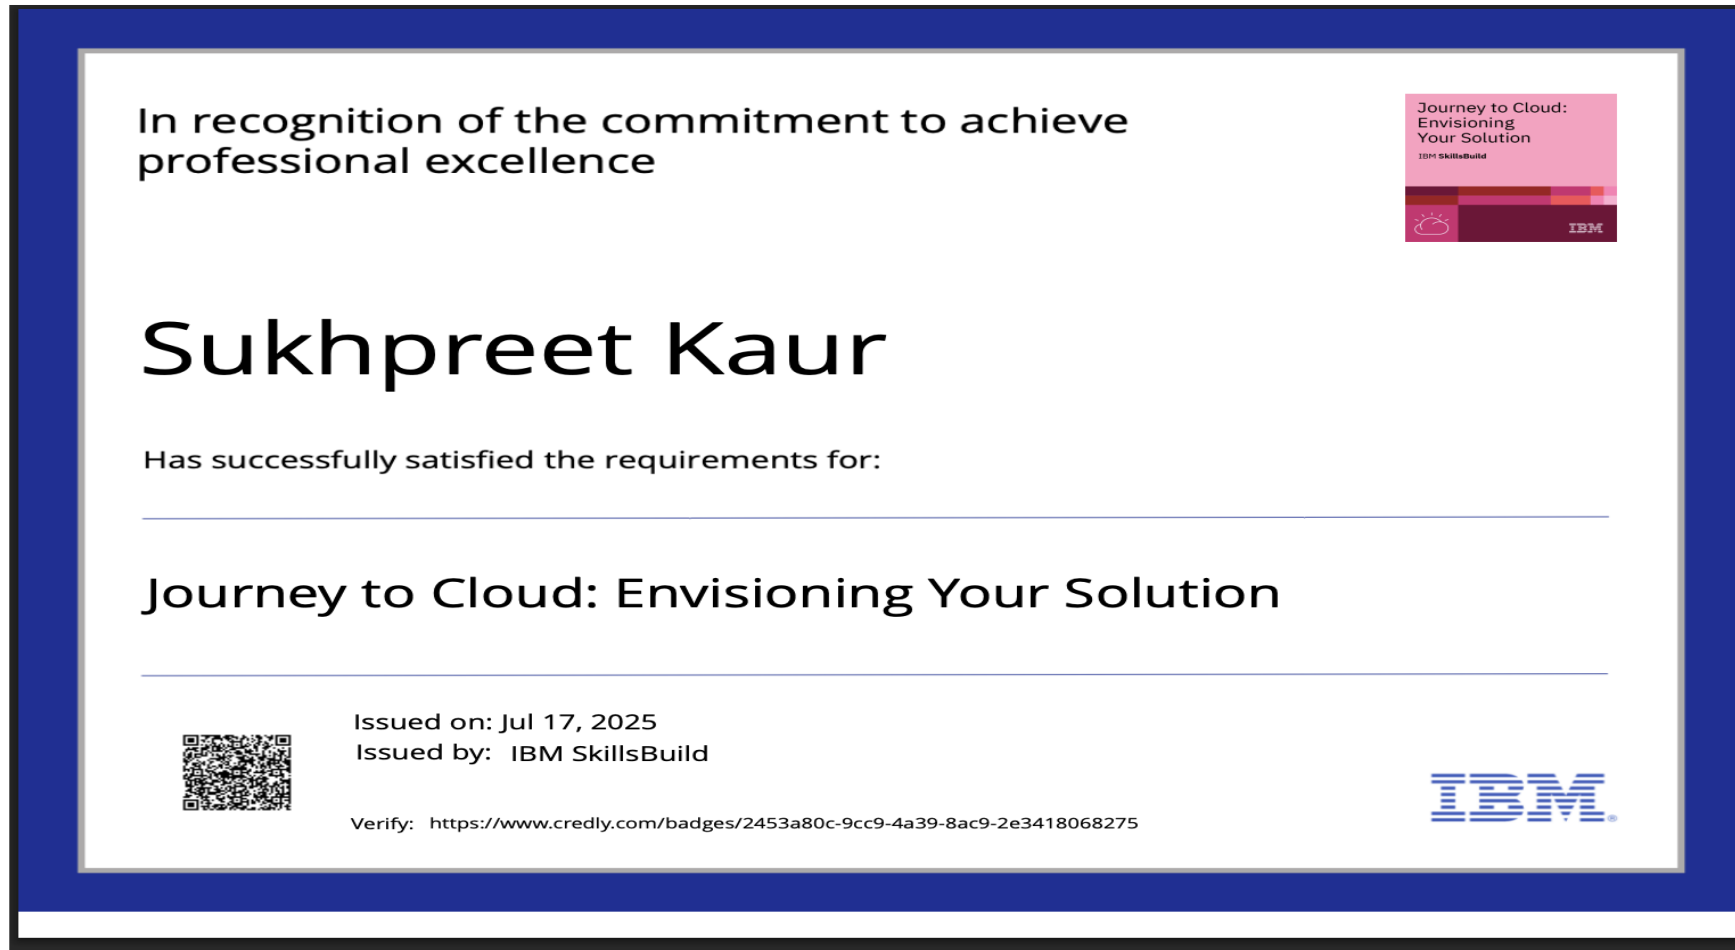 In recognition of the commitment to achieve
professional excellence
Journey to Cloud:
Envisioning
Your Solution
IBM SkillsBuild
IBM
Sukhpreet Kaur
Has successfully satisfied the requirements for:
Journey to Cloud: Envisioning Your Solution
Issued on: Jul 17, 2025
Issued by: IBM SkillsBuild
Verify: https://www.credly.com/badges/2453a80c-9cc9-4a39-8ac9-2e3418068275
IBM®